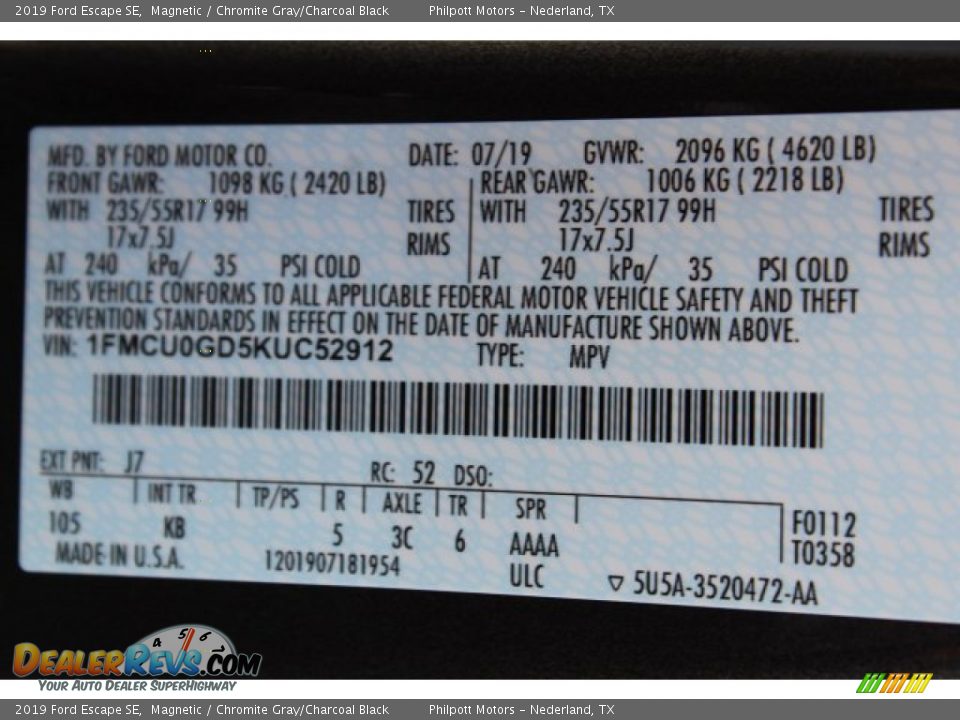 2019 Ford Escape SE, Magnetic / Chromite Gray/Charcoal Black Philpott Motors - Nederland, TX
MFD. BY FORD MOTOR CO. DATE: 07/19 GVWR: 2096 KG ( 4620 LB)
FRONT GAWR: 1098 KG ( 2420 LB) REAR GAWR: 1006 KG ( 2218 LB)
WITH 235/55R17 99H TIRES WITH 235/55R17 99H TIRES
17x7.5J RIMS 17x7.5J RIMS
AT 240 kPa/ 35 PSI COLD AT 240 kPa/ 35 PSI COLD
THIS VEHICLE CONFORMS TO ALL APPLICABLE FEDERAL MOTOR VEHICLE SAFETY AND THEFT
PREVENTION STANDARDS IN EFFECT ON THE DATE OF MANUFACTURE SHOWN ABOVE.
VIN: 1FMCU0GD5KUC52912 TYPE: MPV
EXT PNT: J7 RC: 52 DSO:
WB INT TR TP/PS R AXLE TR SPR
105 KB 5 3C 6 AAAA F0112
T0358
MADE IN U.S.A. 1201907181954 ULC ▽ 5U5A-3520472-AA
4 5 6
DEALERREVS.COM
YOUR AUTO DEALER SUPERHIGHWAY
2019 Ford Escape SE, Magnetic / Chromite Gray/Charcoal Black Philpott Motors - Nederland, TX